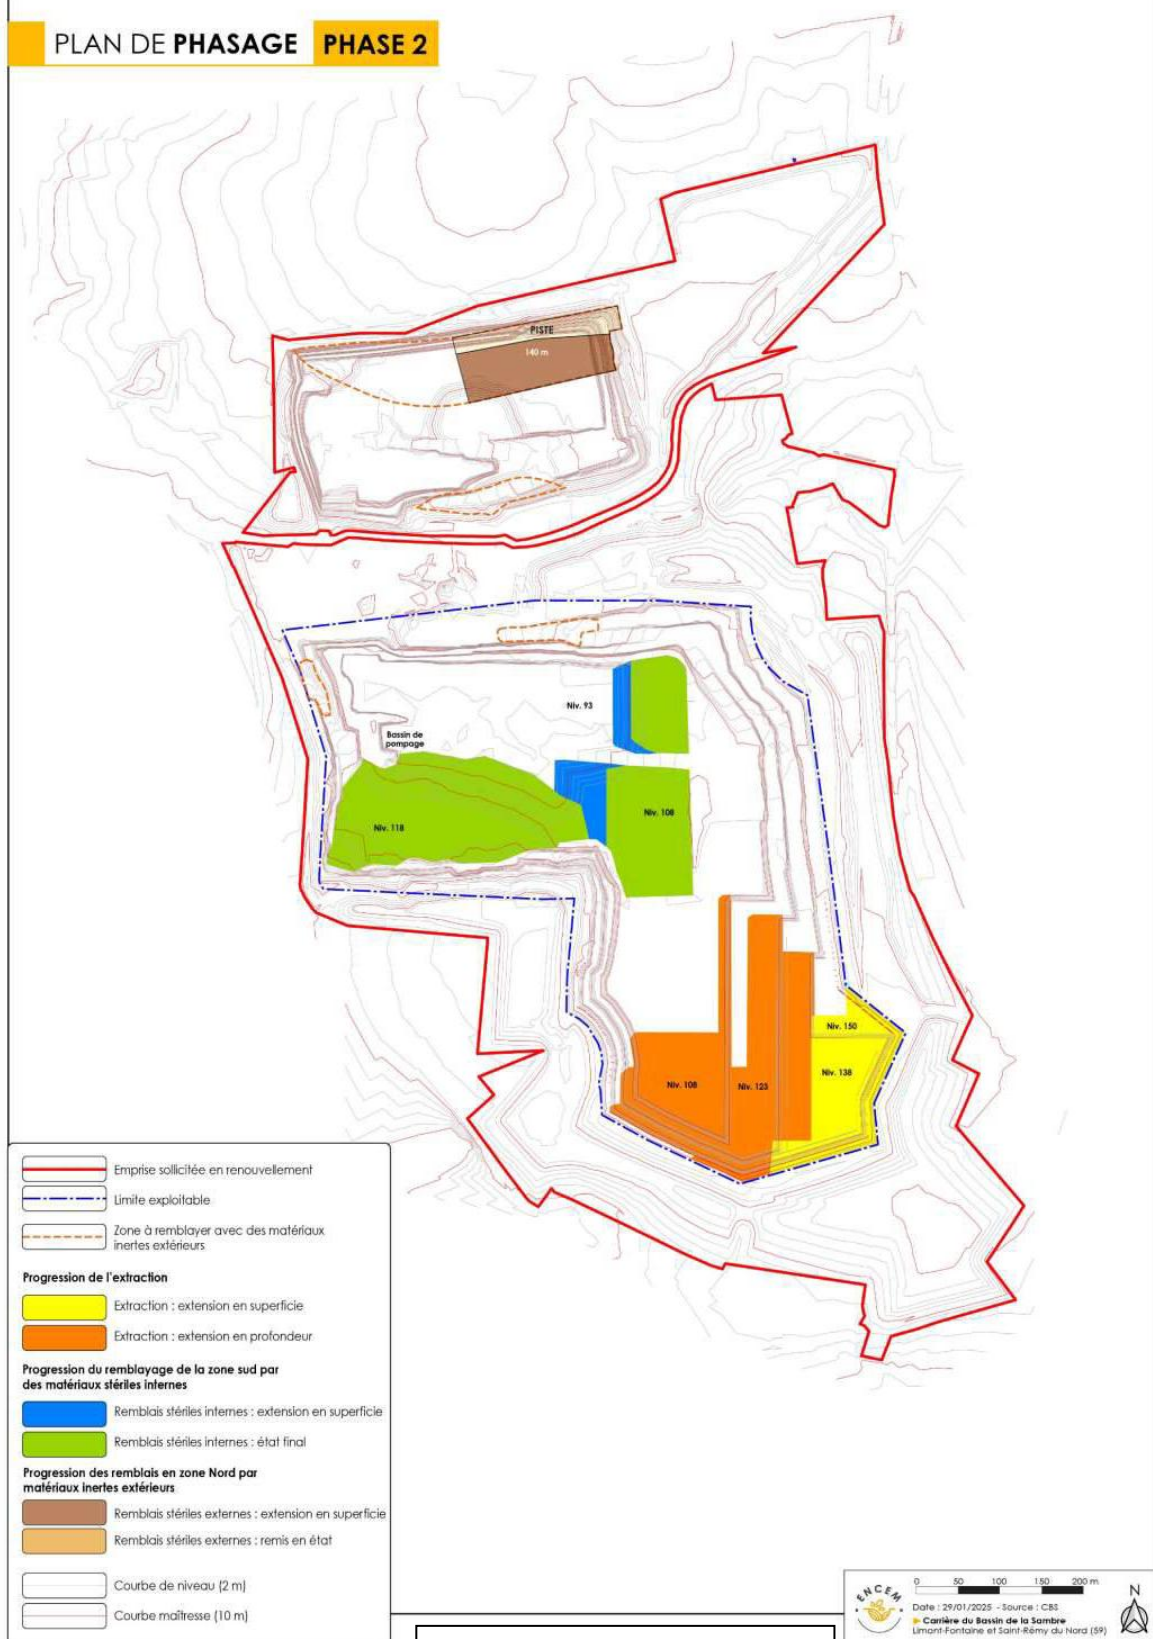 PLAN DE PHASAGE PHASE 2
PISTE
140 m
Niv. 93
Bassin de
pompage
Niv. 118
Niv. 108
Niv. 150
Niv. 138
Niv. 108
Niv. 123
Emprise sollicitée en renouvellement
Limite exploitable
Zone à remblayer avec des matériaux
inertes extérieurs
Progression de l'extraction
Extraction : extension en superficie
Extraction : extension en profondeur
Progression du remblayage de la zone sud par
des matériaux stériles internes
Remblais stériles internes : extension en superficie
Remblais stériles internes : état final
Progression des remblais en zone Nord par
matériaux inertes extérieurs
Remblais stériles externes : extension en superficie
Remblais stériles externes : remis en état
Courbe de niveau (2 m)
Courbe maîtresse (10 m)
ENCEM
0 50 100 150 200 m
N
Date : 29/01/2025 - Source : CBS
Carrière du Bassin de la Sambre
Limont-Fontaine et Saint-Rémy du Nord (59)